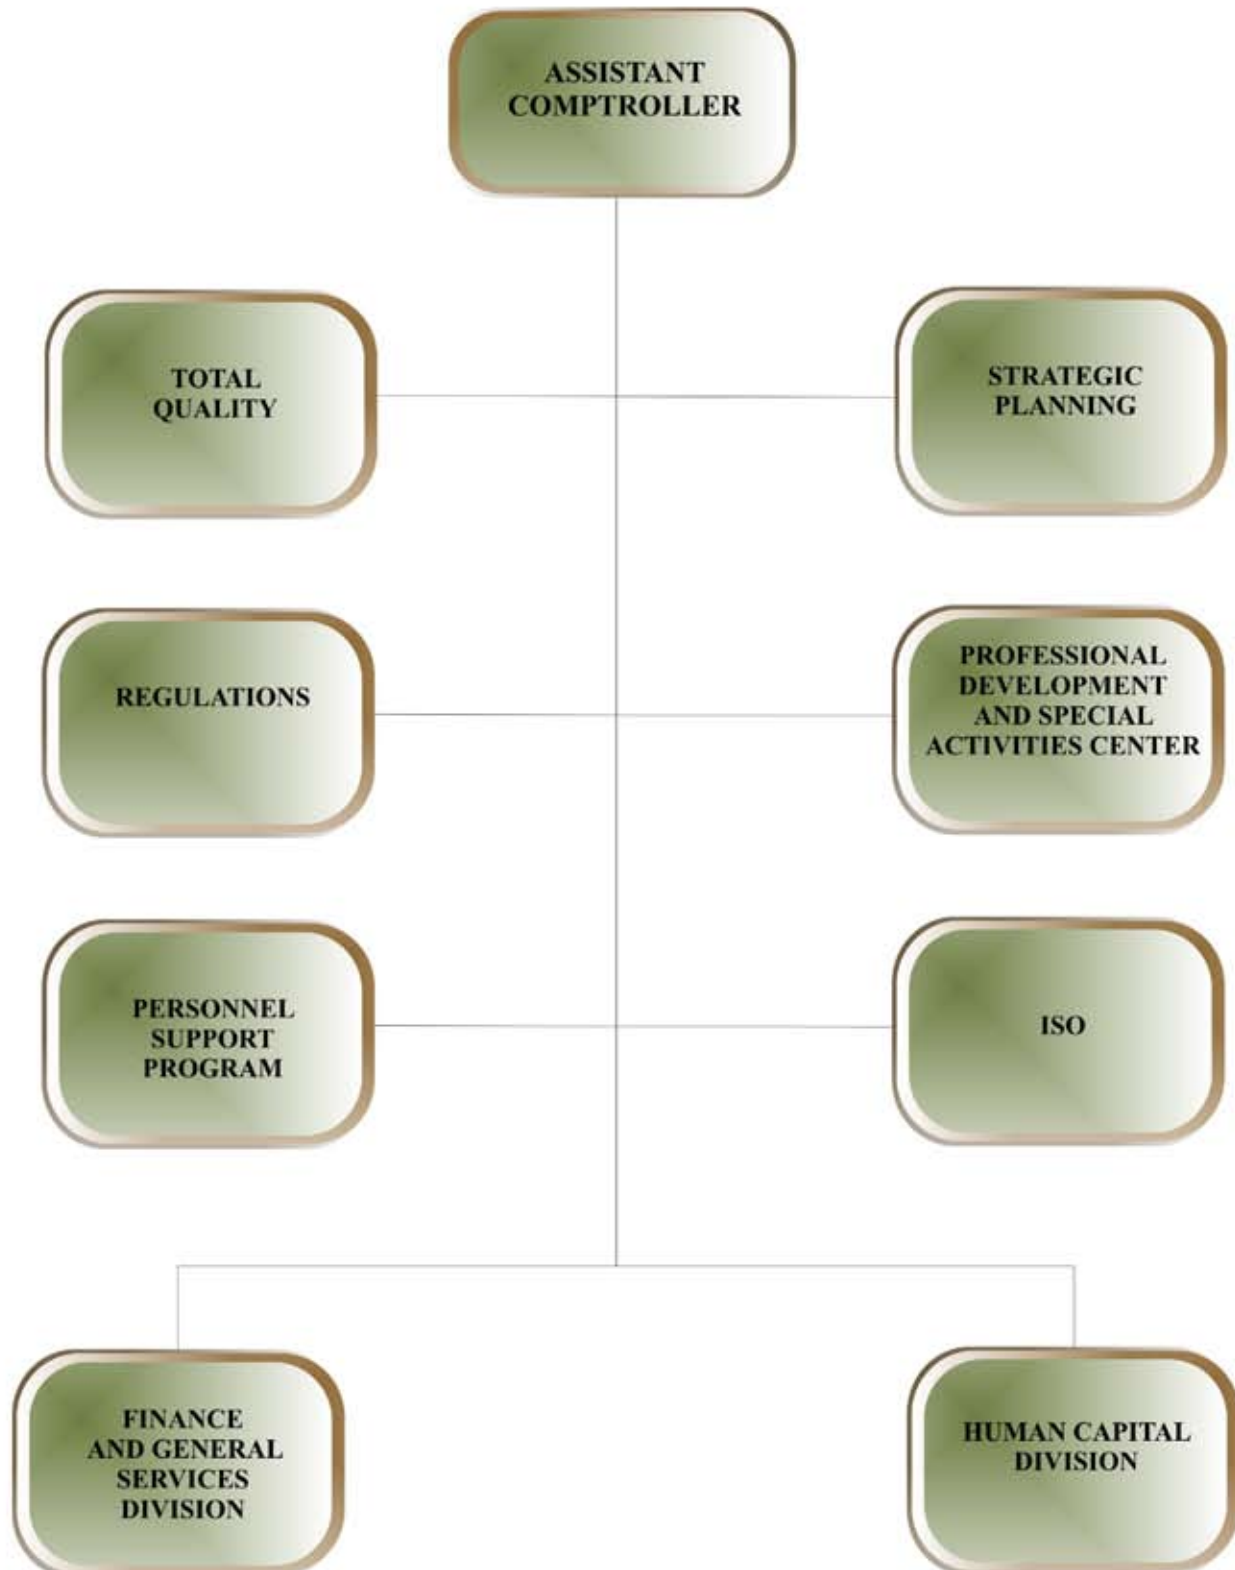 ASSISTANT
COMPTROLLER
TOTAL
QUALITY
STRATEGIC
PLANNING
REGULATIONS
PROFESSIONAL
DEVELOPMENT
AND SPECIAL
ACTIVITIES CENTER
PERSONNEL
SUPPORT
PROGRAM
ISO
FINANCE
AND GENERAL
SERVICES
DIVISION
HUMAN CAPITAL
DIVISION